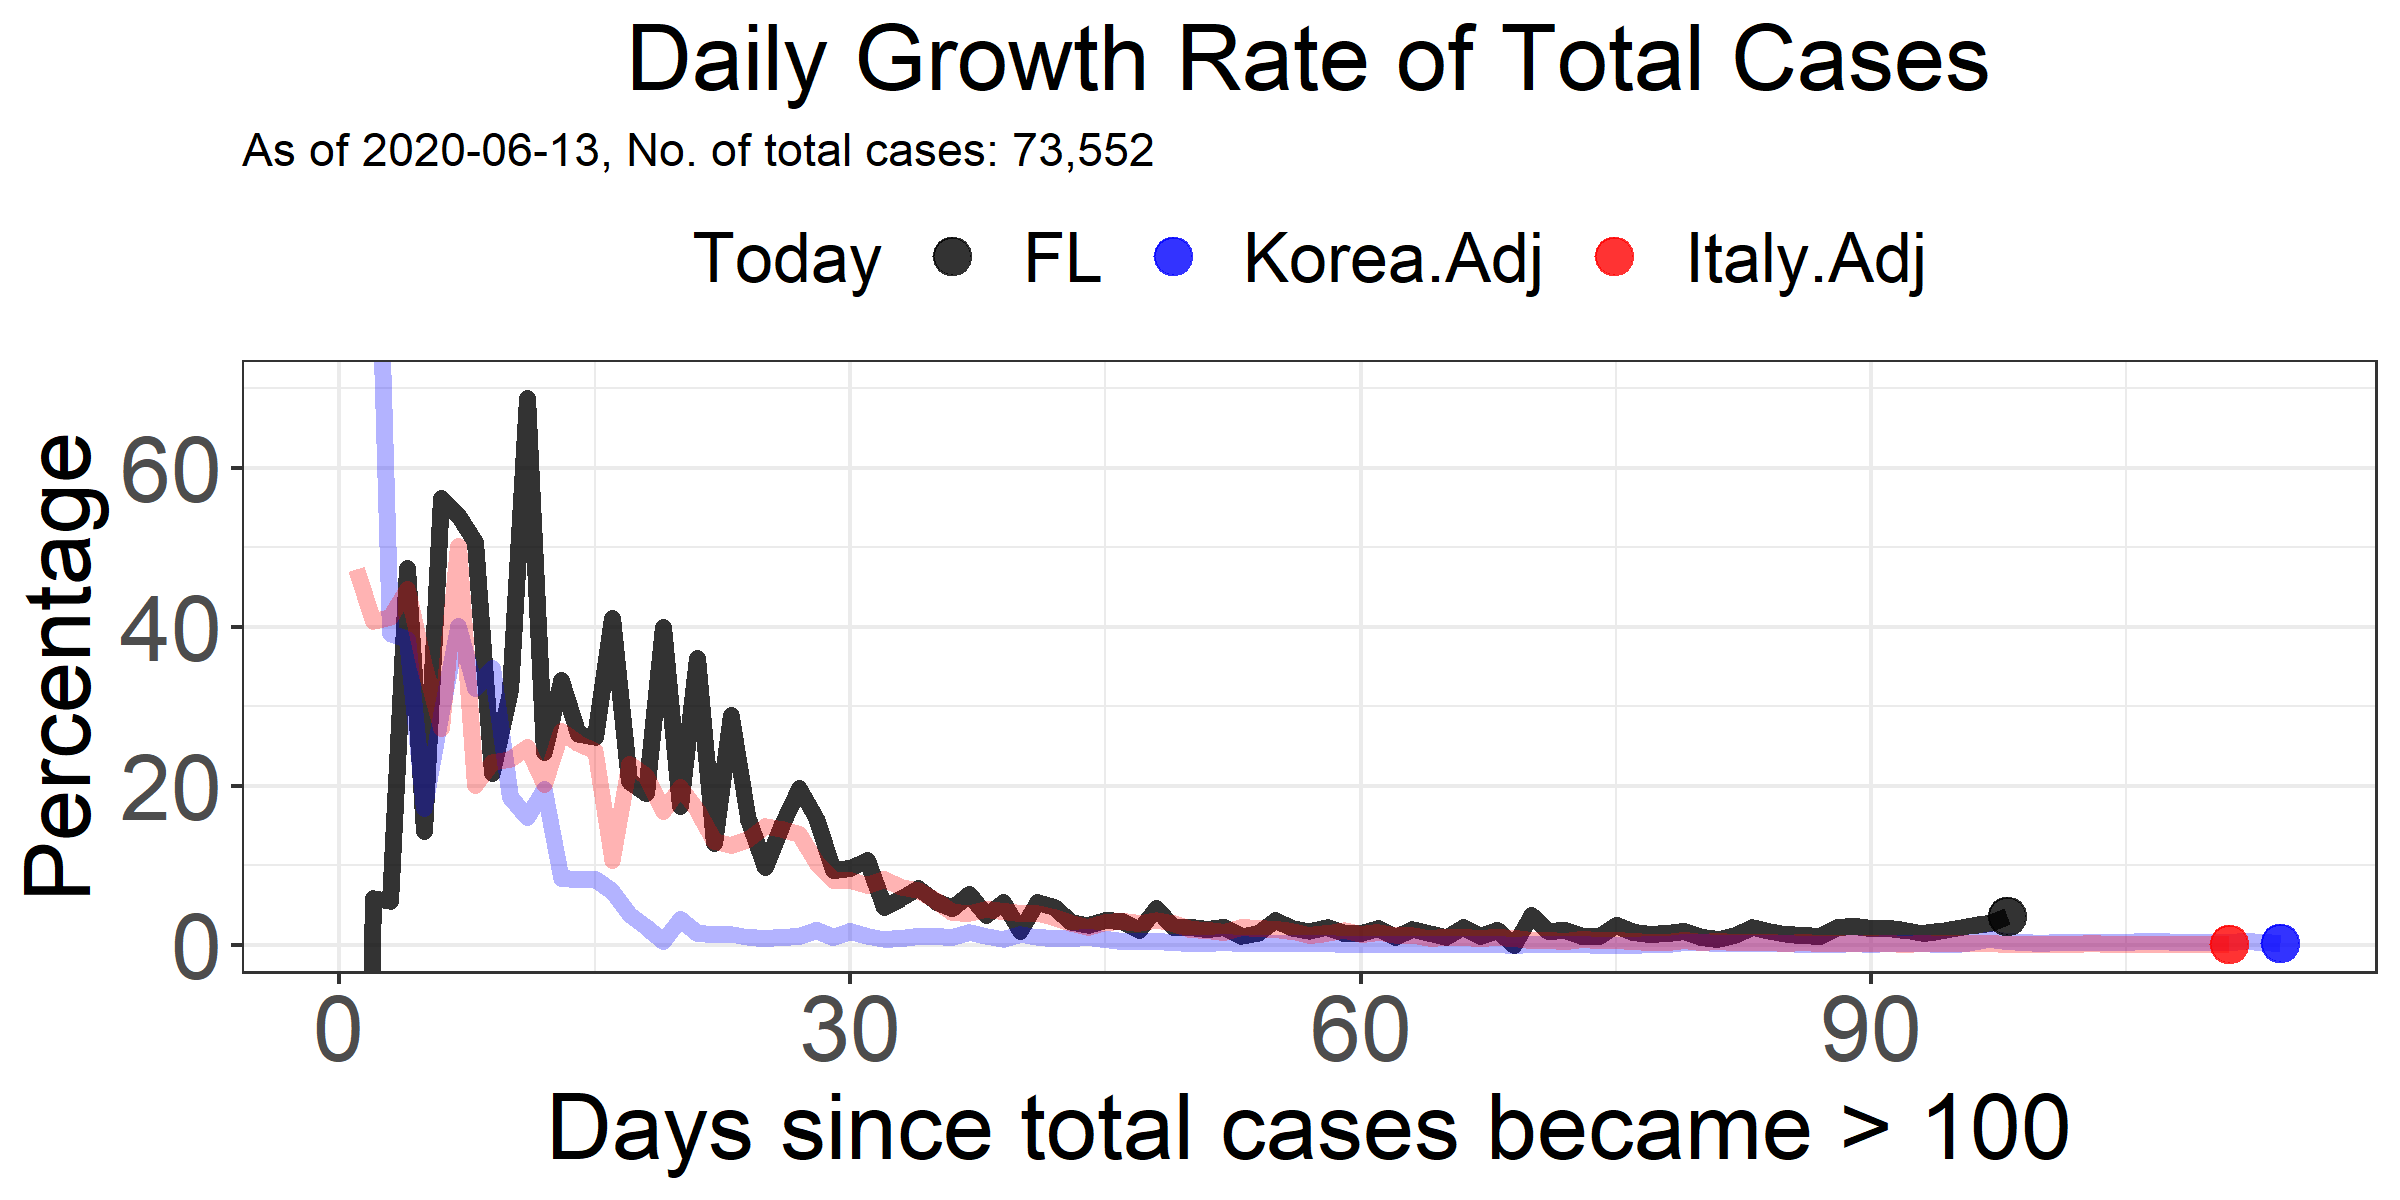 Daily Growth Rate of Total Cases
As of 2020-06-13, No. of total cases: 73,552
Today FL Korea.Adj Italy.Adj
Percentage
60
40
20
0
0 30 60 90
Days since total cases became > 100